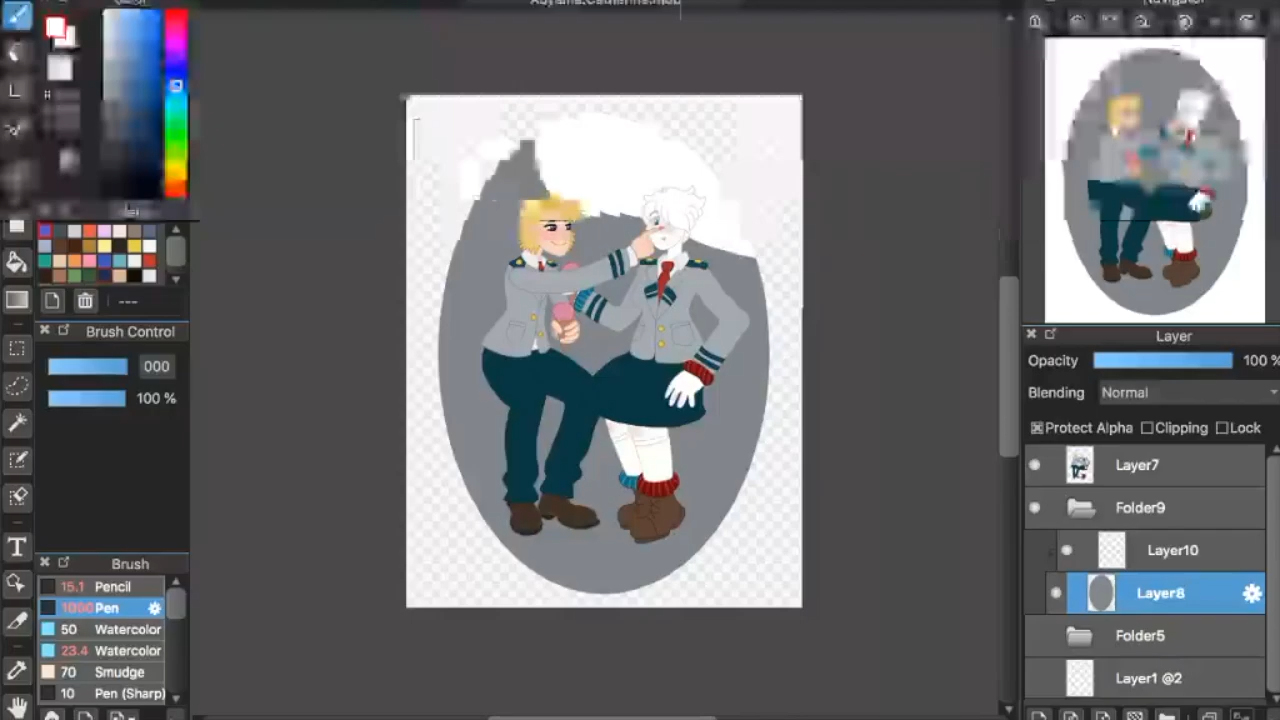 Brush Control
000
100 %
---
Brush
15.1 Pencil
1000 Pen
50 Watercolor
23.4 Watercolor
70 Smudge
10 Pen (Sharp)
T
Layer
Opacity 100 %
Blending Normal
Protect Alpha Clipping Lock
Layer7
Folder9
Layer10
Layer8
Folder5
Layer1 @2